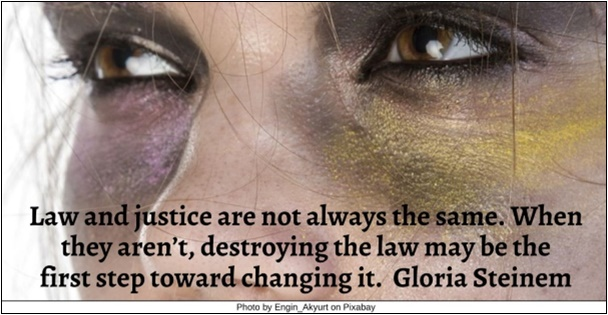 Law and justice are not always the same. When
they aren’t, destroying the law may be the
first step toward changing it.  Gloria Steinem
Photo by Engin_Akyurt on Pixabay